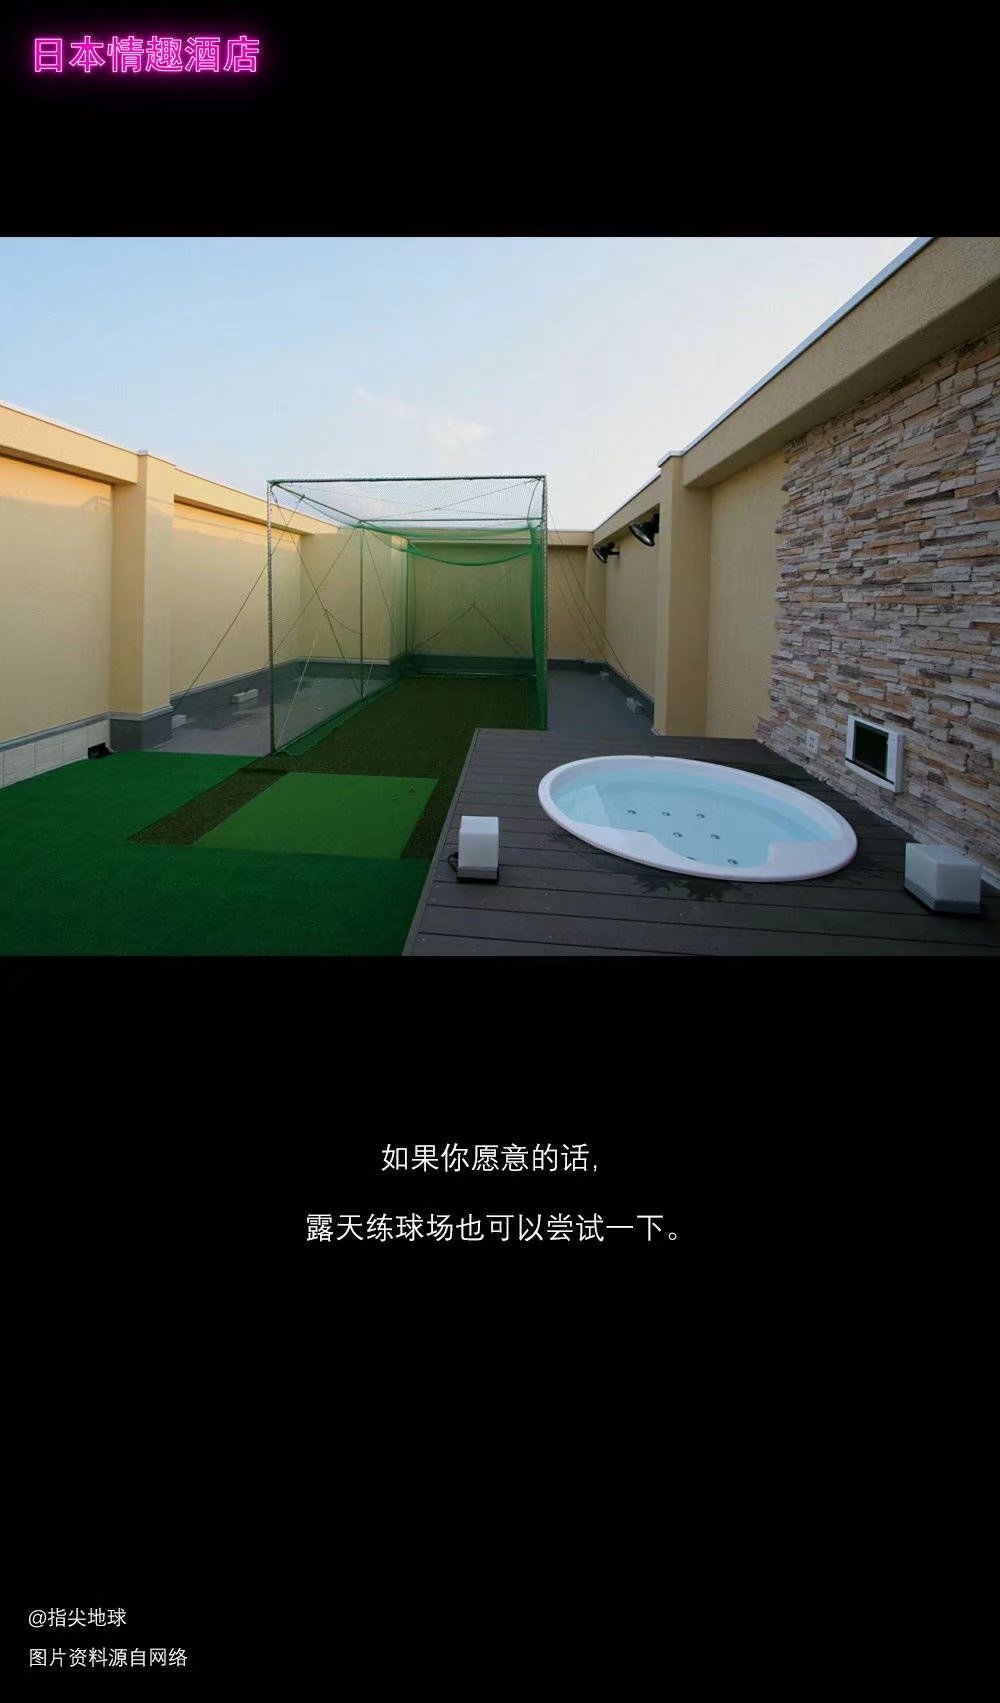 日本情趣酒店
如果你愿意的话,
露天练球场也可以尝试一下。
@指尖地球
图片资料源自网络